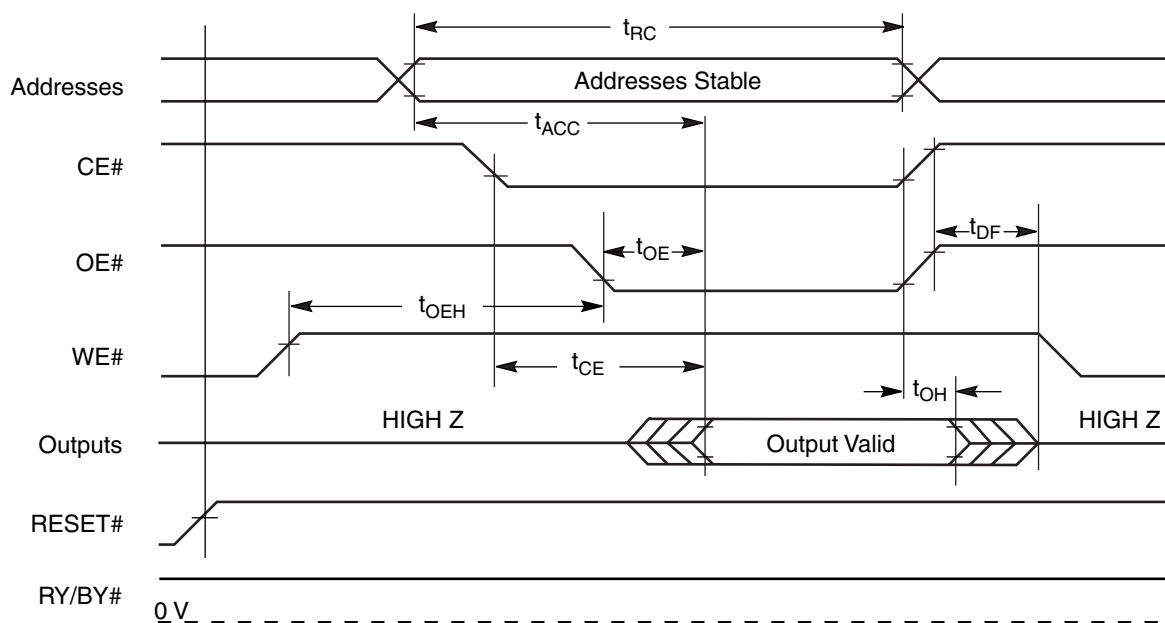 tRC
Addresses
Addresses Stable
tACC
CE#
tDF
OE#
tOE
tOEH
WE#
tCE
tOH
HIGH Z
HIGH Z
Outputs
Output Valid
RESET#
RY/BY#
0 V